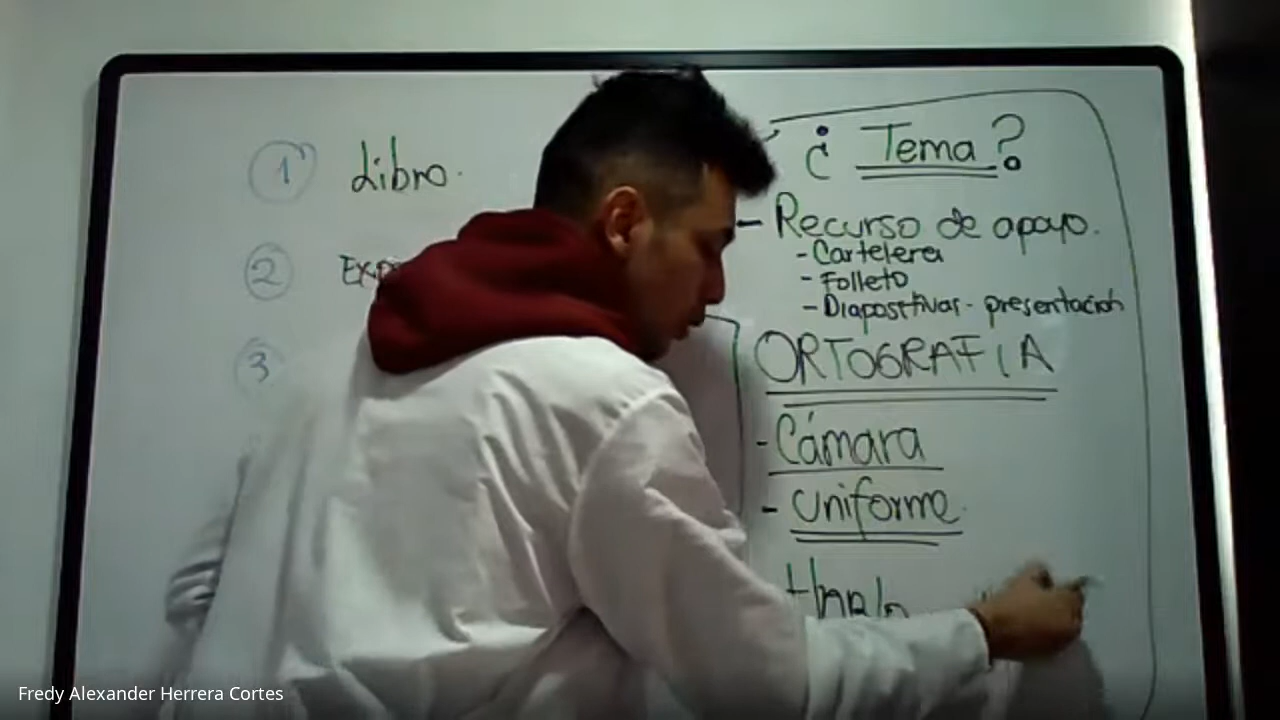 1 Libro.
2
3
¿Tema?
- Recurso de apoyo.
- Cartelera
- Folleto
- Diapositivas - presentación
ORTOGRAFIA
- Cámara
- Uniforme.
Fredy Alexander Herrera Cortes